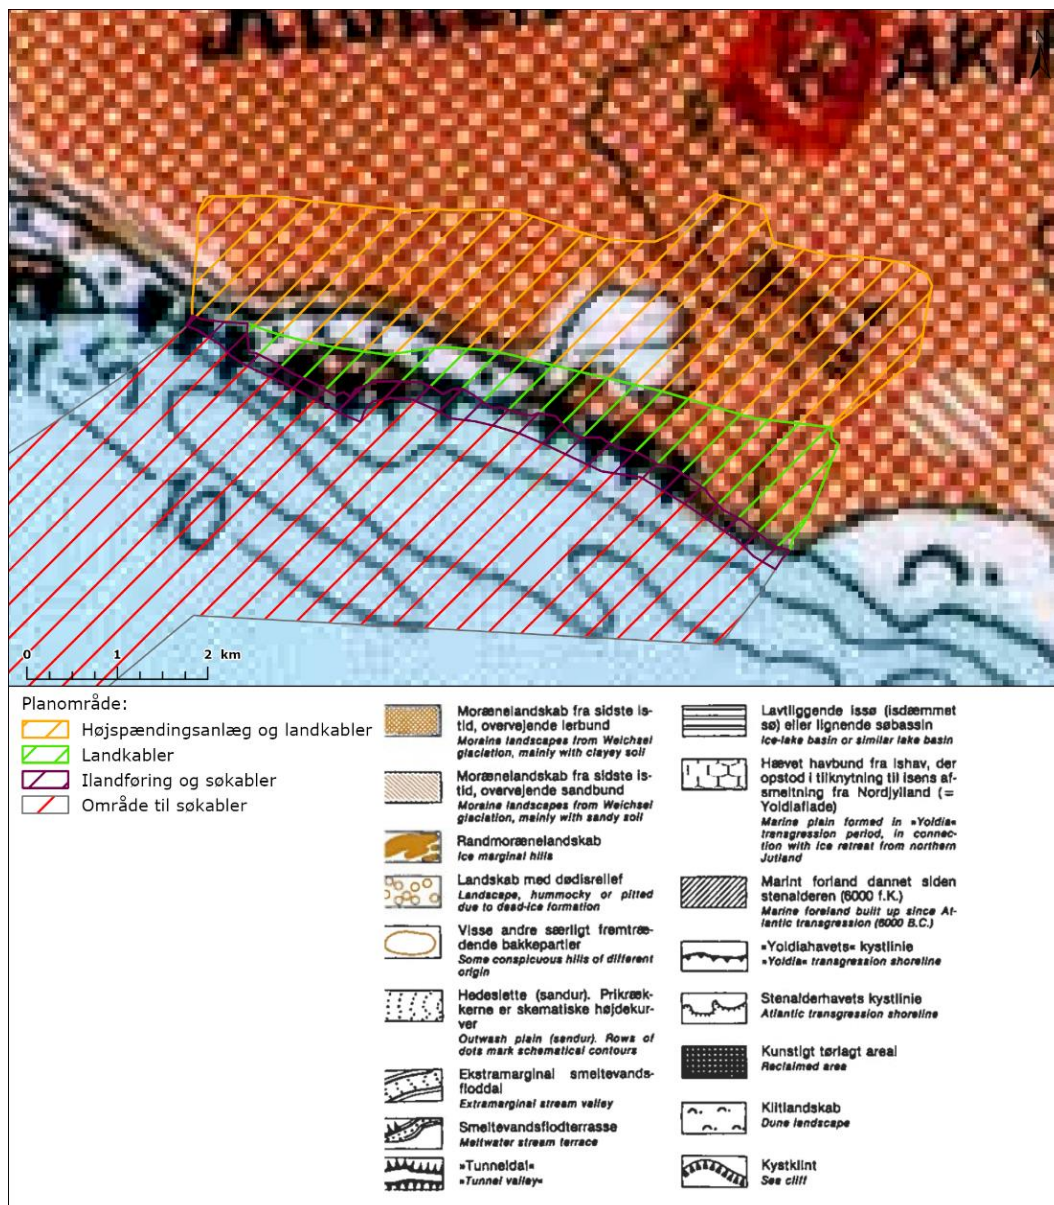 AKI
N
10
0 1 2 km
Planområde:
Højspændingsanlæg og landkabler
Landkabler
Ilandføring og søkabler
Område til søkabler
Morænelandskab fra sidste is-
tid, overvejende lerbund
Moraine landscapes from Weichsel
glaciation, mainly with clayey soil
Morænelandskab fra sidste is-
tid, overvejende sandbund
Moraine landscapes from Weichsel
glaciation, mainly with sandy soil
Randmorænelandskab
Ice marginal hills
Landskab med dødisrelief
Landscape, hummocky or pitted
due to dead-ice formation
Visse andre særligt fremtræ-
dende bakkepartier
Some conspicuous hills of different
origin
Hedeslette (sandur). Prikræk-
kerne er skematiske højdekur-
ver
Outwash plain (sandur). Rows of
dots mark schematical contours
Ekstramarginal smeltevands-
floddal
Extramarginal stream valley
Smeltevandsflodterrasse
Meltwater stream terrace
»Tunneldal«
»Tunnel valley«
Lavtliggende issø (isdæmmet
sø) eller lignende søbassin
Ice-lake basin or similar lake basin
Hævet havbund fra ishav, der
opstod i tilknytning til isens af-
smeltning fra Nordjylland (=
Yoldiaflade)
Marine plain formed in »Yoldia«
transgression period, in connec-
tion with ice retreat from northern
Jutland
Marint forland dannet siden
stenalderen (6000 f.K.)
Marine foreland built up since At-
lantic transgression (6000 B.C.)
»Yoldiahavets« kystlinie
»Yoldia« transgression shoreline
Stenalderhavets kystlinie
Atlantic transgression shoreline
Kunstigt tørlagt areal
Reclaimed area
Klitlandskab
Dune landscape
Kystklint
Sea cliff